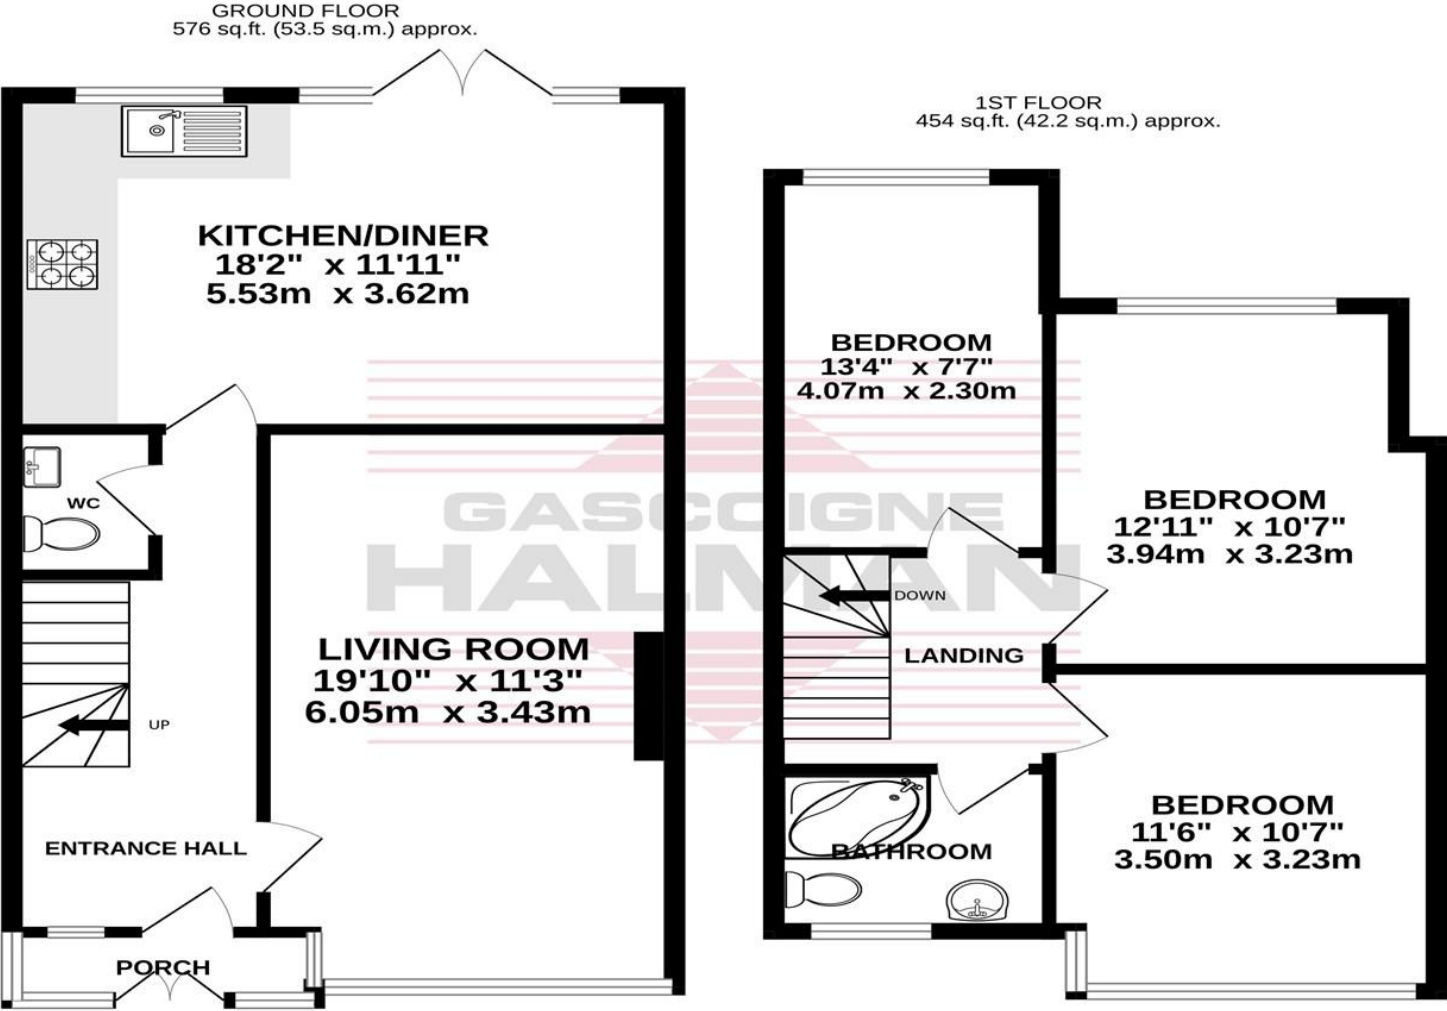 GROUND FLOOR
576 sq.ft. (53.5 sq.m.) approx.
KITCHEN/DINER
18'2" x 11'11"
5.53m x 3.62m
WC
LIVING ROOM
19'10" x 11'3"
6.05m x 3.43m
UP
ENTRANCE HALL
PORCH
1ST FLOOR
454 sq.ft. (42.2 sq.m.) approx.
BEDROOM
13'4" x 7'7"
4.07m x 2.30m
BEDROOM
12'11" x 10'7"
3.94m x 3.23m
DOWN
LANDING
BEDROOM
11'6" x 10'7"
3.50m x 3.23m
BATHROOM
GASCOIGNE
HALMAN